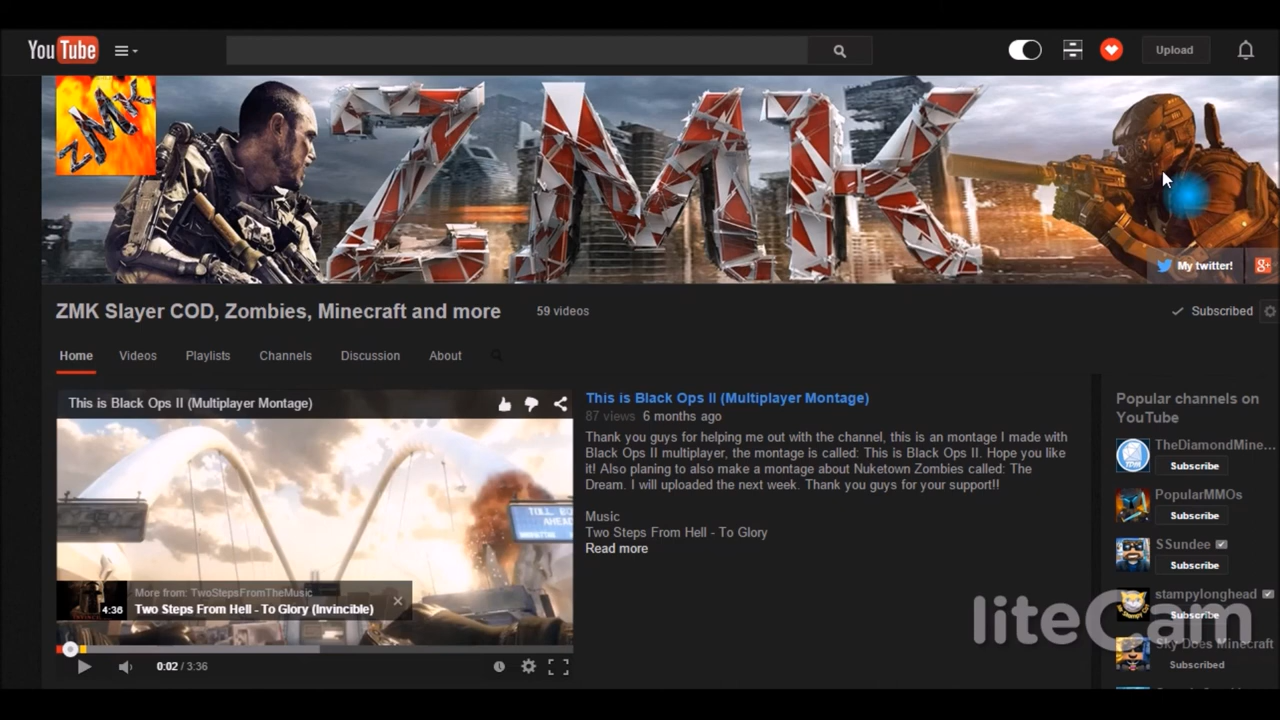 YouTube
Upload
ZMK
ZMK
My twitter!
g+
ZMK Slayer COD, Zombies, Minecraft and more
59 videos
Subscribed
Home
Videos
Playlists
Channels
Discussion
About
This is Black Ops II (Multiplayer Montage)
TOLL BO
AHEAD
More from: TwoStepsFromTheMusic
Two Steps From Hell - To Glory (Invincible)
4:36
0:02 / 3:36
This is Black Ops II (Multiplayer Montage)
87 views 6 months ago
Thank you guys for helping me out with the channel, this is an montage I made with
Black Ops II multiplayer, the montage is called: This is Black Ops II. Hope you like
it! Also planing to also make a montage about Nuketown Zombies called: The
Dream. I will uploaded the next week. Thank you guys for your support!!
Music
Two Steps From Hell - To Glory
Read more
Popular channels on
YouTube
TheDiamondMine...
Subscribe
PopularMMOs
Subscribe
SSundee
Subscribe
stampylonghead
Subscribe
Sky Does Minecraft
Subscribed
liteCam